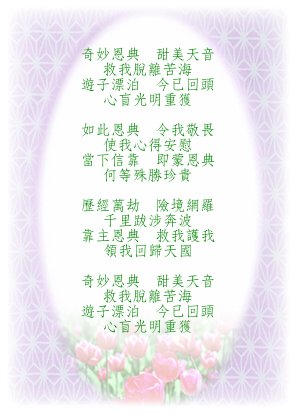 奇妙恩典　甜美天音
救我脫離苦海
遊子漂泊　今已回頭
心盲光明重獲
如此恩典　令我敬畏
使我心得安慰
當下信靠　即蒙恩典
何等殊勝珍貴
歷經萬劫　險境網羅
千里跋涉奔波
靠主恩典　救我護我
領我回歸天國
奇妙恩典　甜美天音
救我脫離苦海
遊子漂泊　今已回頭
心盲光明重獲